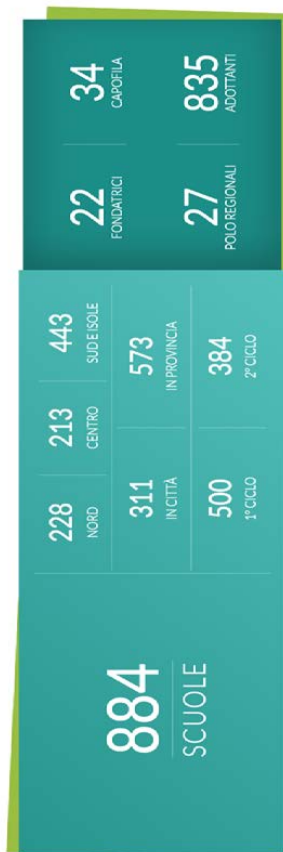 884
SCUOLE
228
NORD
213
CENTRO
443
SUD E ISOLE
311
IN CITTÀ
573
IN PROVINCIA
500
1° CICLO
384
2° CICLO
22
FONDATRICI
34
CAPOFILA
27
POLO REGIONALI
835
ADOTTANTI